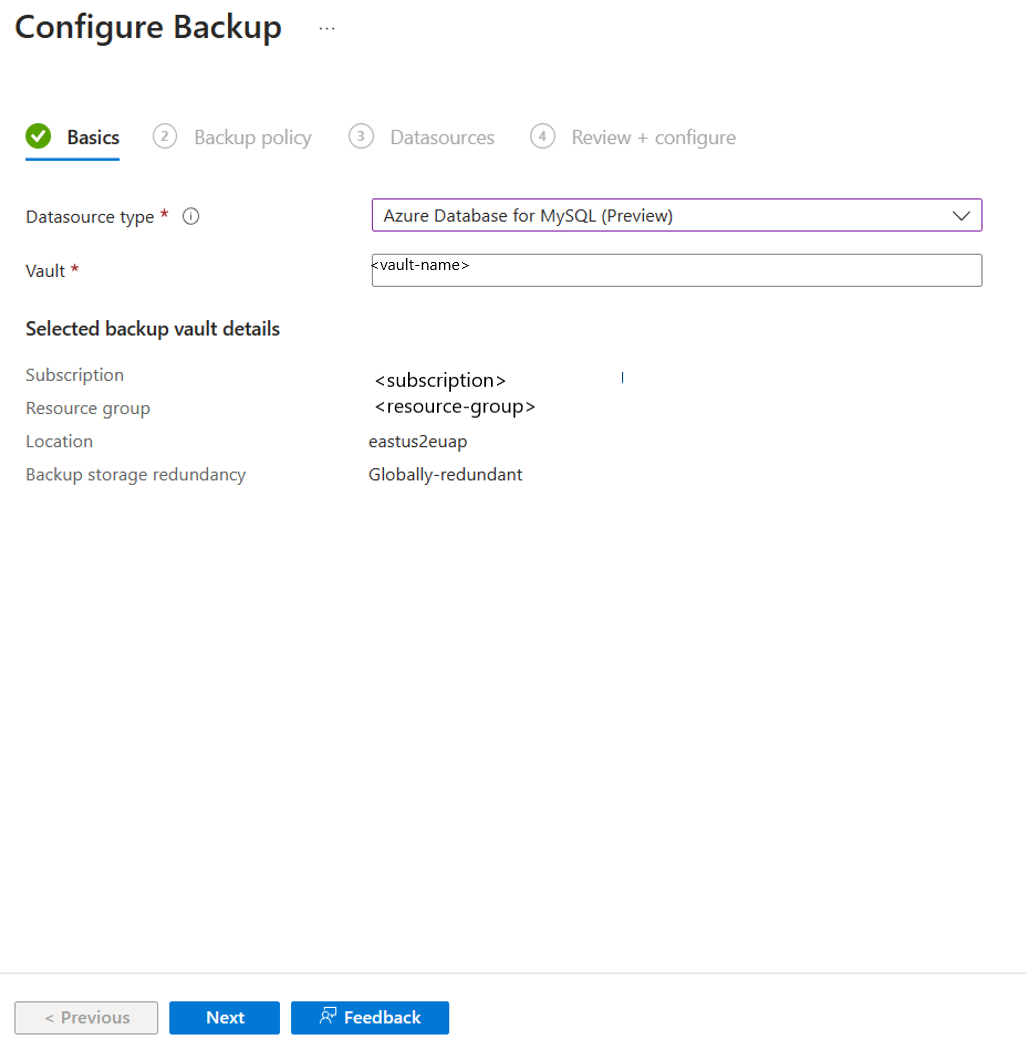 Configure Backup ...
Basics 2 Backup policy 3 Datasources 4 Review + configure
Datasource type * Azure Database for MySQL (Preview)
Vault * <vault-name>
Selected backup vault details
Subscription <subscription>
Resource group <resource-group>
Location eastus2euap
Backup storage redundancy Globally-redundant
< Previous Next Feedback